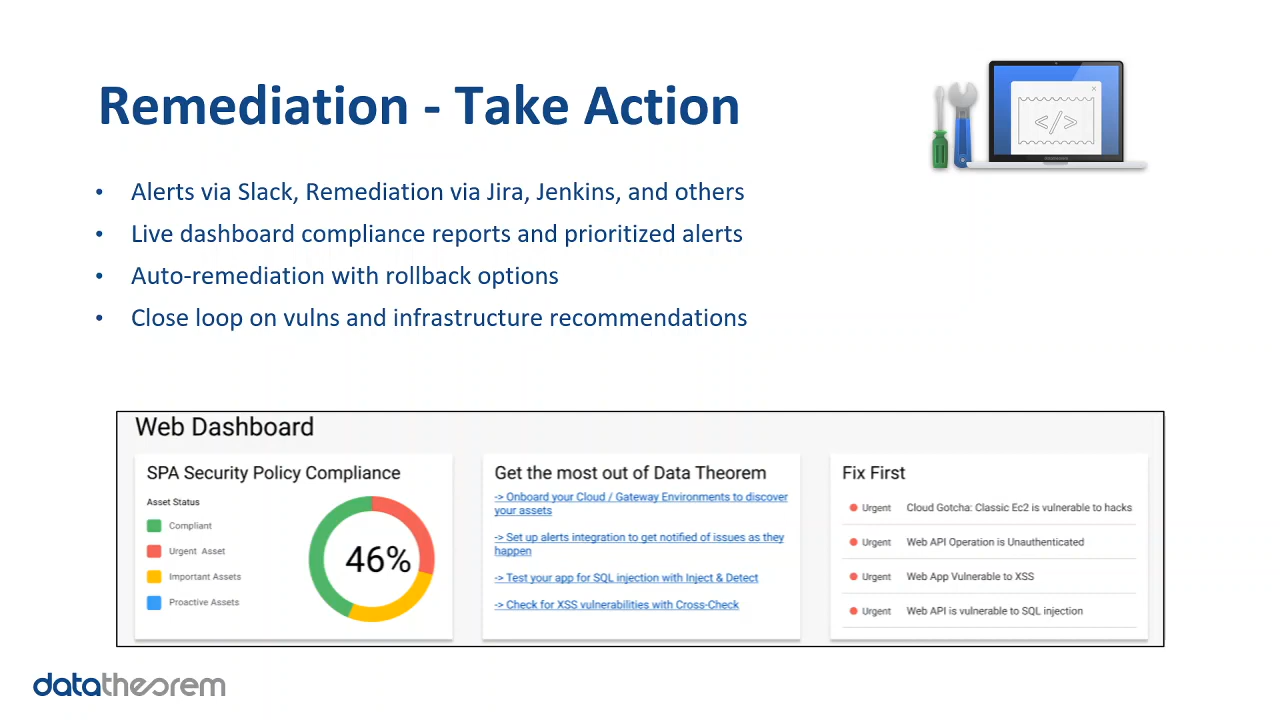 Remediation - Take Action
</>
• Alerts via Slack, Remediation via Jira, Jenkins, and others
• Live dashboard compliance reports and prioritized alerts
• Auto-remediation with rollback options
• Close loop on vulns and infrastructure recommendations
Web Dashboard
SPA Security Policy Compliance
Asset Status
Compliant
Urgent Asset
Important Assets
Proactive Assets
46%
Get the most out of Data Theorem
-> Onboard your Cloud / Gateway Environments to discover
your assets
-> Set up alerts integration to get notified of issues as they
happen
-> Test your app for SQL injection with Inject & Detect
-> Check for XSS vulnerabilities with Cross-Check
Fix First
Urgent Cloud Gotcha: Classic Ec2 is vulnerable to hacks
Urgent Web API Operation is Unauthenticated
Urgent Web App Vulnerable to XSS
Urgent Web API is vulnerable to SQL injection
datatheorem